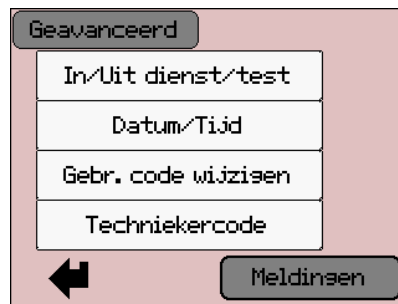 Geavanceerd
In/Uit dienst/test
Datum/Tijd
Gebr. code wijzigen
Techniekercode
Meldingen